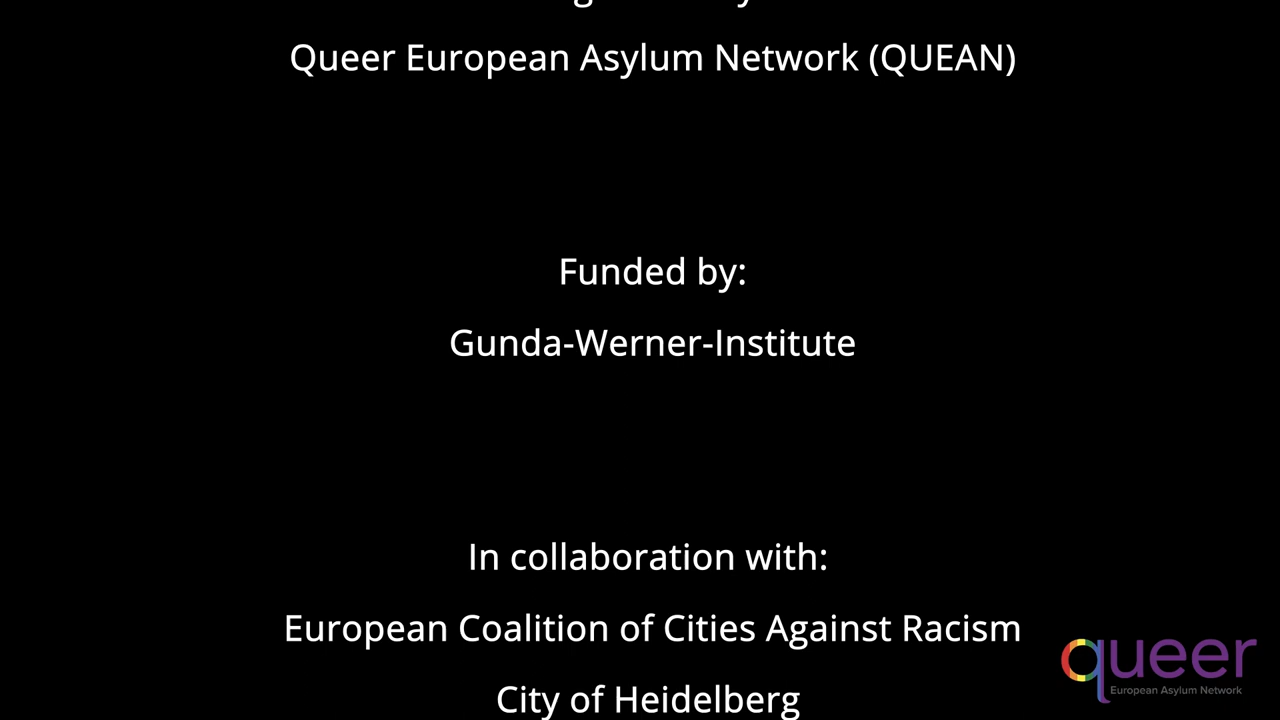 Queer European Asylum Network (QUEAN)
Funded by:
Gunda-Werner-Institute
In collaboration with:
European Coalition of Cities Against Racism
City of Heidelberg
queer
European Asylum Network